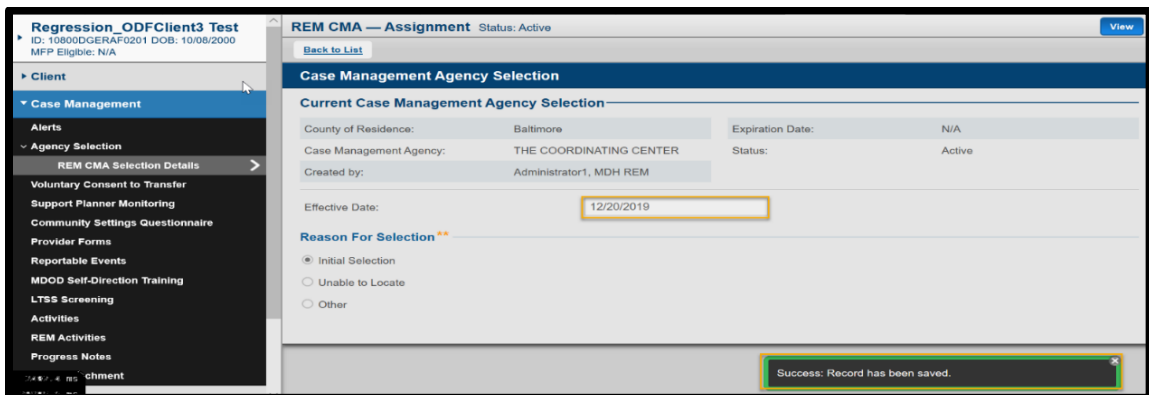 Regression_ODFClient3 Test
ID: 10800DGERAF0201 DOB: 10/08/2000
MFP Eligible: N/A
Client
Case Management
Alerts
Agency Selection
REM CMA Selection Details
Voluntary Consent to Transfer
Support Planner Monitoring
Community Settings Questionnaire
Provider Forms
Reportable Events
MDOD Self-Direction Training
LTSS Screening
Activities
REM Activities
Progress Notes
chment
REM CMA — Assignment Status: Active
View
Back to List
Case Management Agency Selection
Current Case Management Agency Selection
County of Residence: Baltimore Expiration Date: N/A
Case Management Agency: THE COORDINATING CENTER Status: Active
Created by: Administrator1, MDH REM
Effective Date: 12/20/2019
Reason For Selection**
Initial Selection
Unable to Locate
Other
Success: Record has been saved.